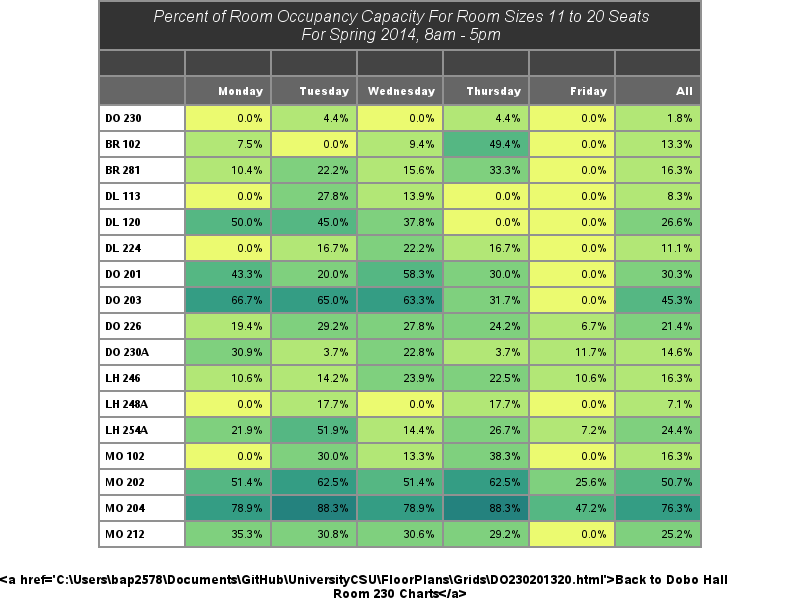 Percent of Room Occupancy Capacity For Room Sizes 11 to 20 Seats
For Spring 2014, 8am - 5pm
Monday Tuesday Wednesday Thursday Friday All
DO 230 0.0% 4.4% 0.0% 4.4% 0.0% 1.8%
BR 102 7.5% 0.0% 9.4% 49.4% 0.0% 13.3%
BR 281 10.4% 22.2% 15.6% 33.3% 0.0% 16.3%
DL 113 0.0% 27.8% 13.9% 0.0% 0.0% 8.3%
DL 120 50.0% 45.0% 37.8% 0.0% 0.0% 26.6%
DL 224 0.0% 16.7% 22.2% 16.7% 0.0% 11.1%
DO 201 43.3% 20.0% 58.3% 30.0% 0.0% 30.3%
DO 203 66.7% 65.0% 63.3% 31.7% 0.0% 45.3%
DO 226 19.4% 29.2% 27.8% 24.2% 6.7% 21.4%
DO 230A 30.9% 3.7% 22.8% 3.7% 11.7% 14.6%
LH 246 10.6% 14.2% 23.9% 22.5% 10.6% 16.3%
LH 248A 0.0% 17.7% 0.0% 17.7% 0.0% 7.1%
LH 254A 21.9% 51.9% 14.4% 26.7% 7.2% 24.4%
MO 102 0.0% 30.0% 13.3% 38.3% 0.0% 16.3%
MO 202 51.4% 62.5% 51.4% 62.5% 25.6% 50.7%
MO 204 78.9% 88.3% 78.9% 88.3% 47.2% 76.3%
MO 212 35.3% 30.8% 30.6% 29.2% 0.0% 25.2%
<a href='C:\Users\bap2578\Documents\GitHub\UniversityCSU\FloorPlans\Grids\DO230201320.html'>Back to Dobo Hall
Room 230 Charts</a>